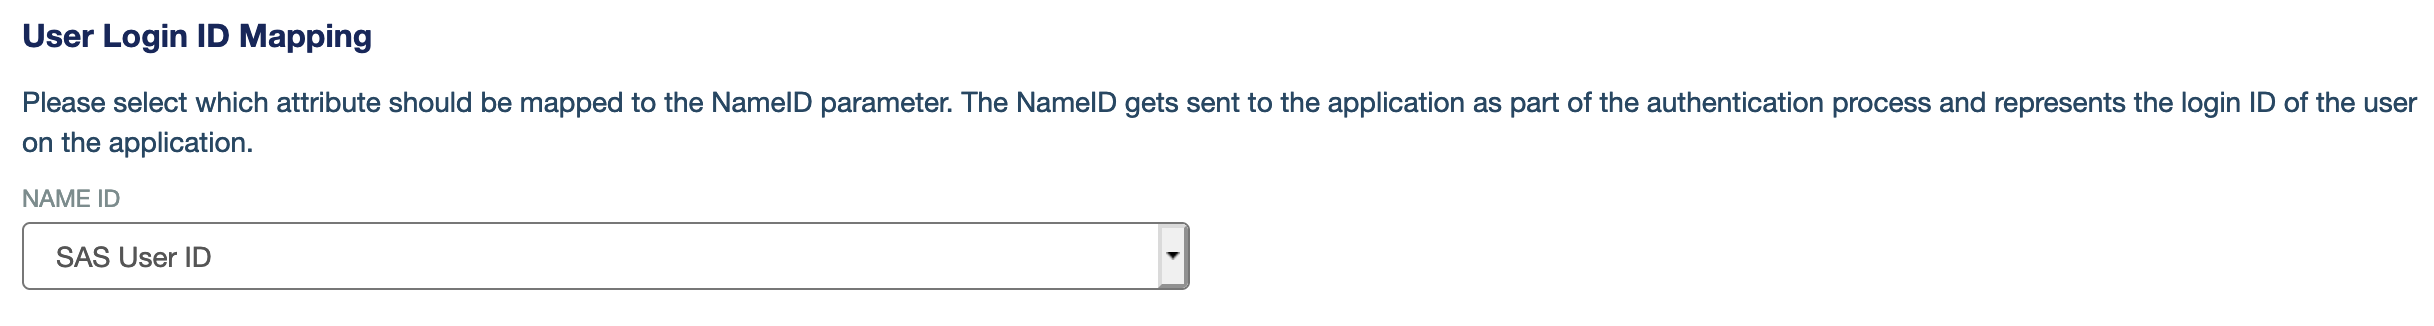 User Login ID Mapping
Please select which attribute should be mapped to the NameID parameter. The NameID gets sent to the application as part of the authentication process and represents the login ID of the user
on the application.
NAME ID
SAS User ID